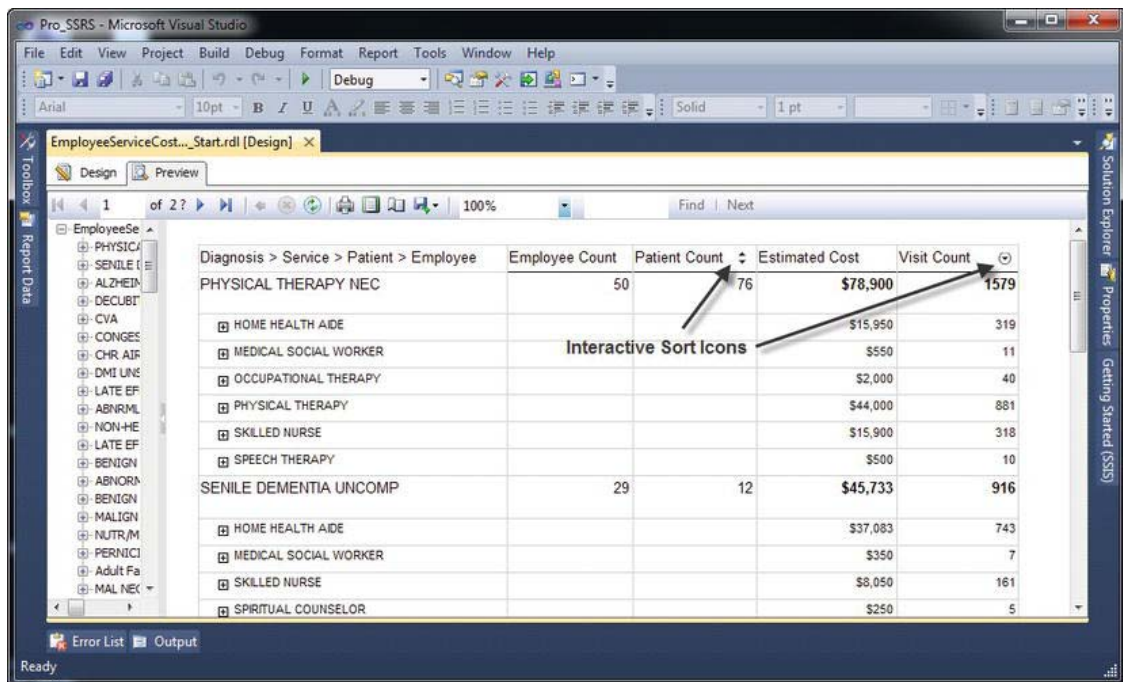 Pro_SSRS - Microsoft Visual Studio
File Edit View Project Build Debug Format Report Tools Window Help
Debug
Arial 10pt B I U A Solid 1 pt
EmployeeServiceCost..._Start.rdl [Design]
Design Preview
1 of 2? 100% Find | Next
Toolbox
Report Data
Solution Explorer
Properties
Getting Started (SSIS)
EmployeeSe
PHYSICA
SENILE D
ALZHEIN
DECUBIT
CVA
CONGES
CHR AIR
DMI UNS
LATE EF
ABNRML
NON-HE
LATE EF
BENIGN
ABNORN
BENIGN
MALIGN
NUTR/M
PERNICI
Adult Fa
MAL NEC
Diagnosis > Service > Patient > Employee Employee Count Patient Count Estimated Cost Visit Count
PHYSICAL THERAPY NEC 50 76 $78,900 1579
HOME HEALTH AIDE $15,950 319
Interactive Sort Icons
MEDICAL SOCIAL WORKER $550 11
OCCUPATIONAL THERAPY $2,000 40
PHYSICAL THERAPY $44,000 881
SKILLED NURSE $15,900 318
SPEECH THERAPY $500 10
SENILE DEMENTIA UNCOMP 29 12 $45,733 916
HOME HEALTH AIDE $37,083 743
MEDICAL SOCIAL WORKER $350 7
SKILLED NURSE $8,050 161
SPIRITUAL COUNSELOR $250 5
Error List Output
Ready